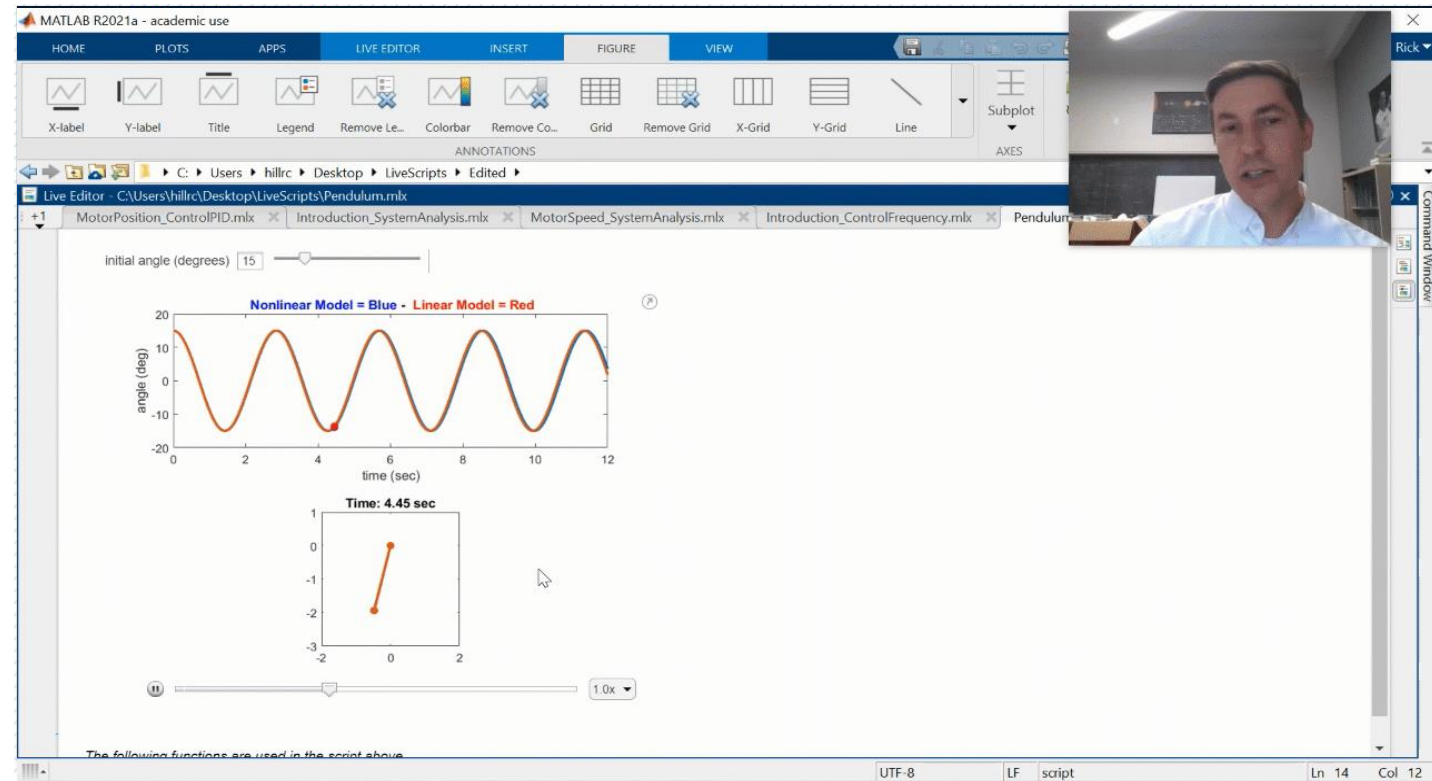 MATLAB R2021a - academic use
HOME PLOTS APPS LIVE EDITOR INSERT FIGURE VIEW Rick
X-label Y-label Title Legend Remove Le... Colorbar Remove Co... Grid Remove Grid X-Grid Y-Grid Line Subplot
ANNOTATIONS AXES
C: Users hillrc Desktop LiveScripts Edited
Live Editor - C:\Users\hillrc\Desktop\LiveScripts\Pendulum.mlx
+1 MotorPosition_ControlPID.mlx Introduction_SystemAnalysis.mlx MotorSpeed_SystemAnalysis.mlx Introduction_ControlFrequency.mlx Pendulum
Command Window
initial angle (degrees) 15
Nonlinear Model = Blue - Linear Model = Red
20
10
0
-10
-20
angle (deg)
0 2 4 6 8 10 12
time (sec)
Time: 4.45 sec
1
0
-1
-2
-3
-2 0 2
1.0x
The following functions are used in the script above
UTF-8 LF script Ln 14 Col 12